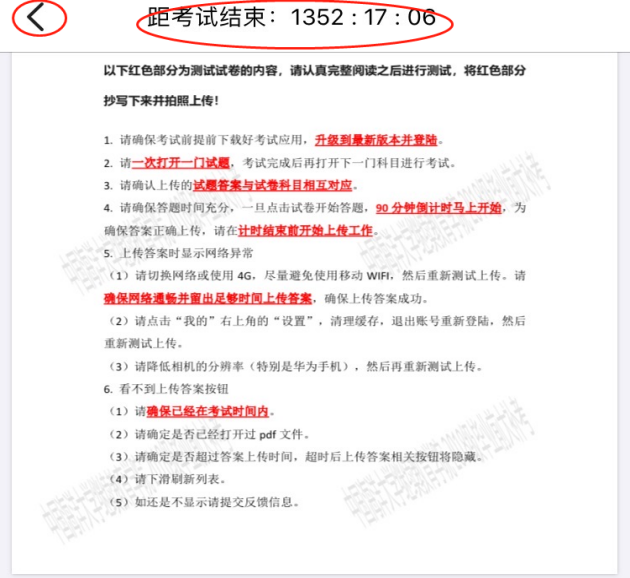 距考试结束：1352：17：06
以下红色部分为测试试卷的内容，请认真完整阅读之后进行测试，将红色部分
抄写下来并拍照上传！
1. 请确保考试前提前下载好考试应用，升级到最新版本并登陆。
2. 请一次打开一门试题，考试完成后再打开下一门科目进行考试。
3. 请确认上传的试题答案与试卷科目相互对应。
4. 请确保答题时间充分，一旦点击试卷开始答题，90 分钟倒计时马上开始，为
确保答案正确上传，请在计时结束前开始上传工作。
5. 上传答案时显示网络异常
（1）请切换网络或使用 4G，尽量避免使用移动 WIFI，然后重新测试上传。请
确保网络通畅并留出足够时间上传答案，确保上传答案成功。
（2）请点击“我的”右上角的“设置”，清理缓存，退出账号重新登陆，然后
重新测试上传。
（3）请降低相机的分辨率（特别是华为手机），然后再重新测试上传。
6. 看不到上传答案按钮
（1）请确保已经在考试时间内。
（2）请确定是否已经打开过 pdf 文件。
（3）请确定是否超过答案上传时间，超时后上传答案相关按钮将隐藏。
（4）请下滑刷新列表。
（5）如还是不显示请提交反馈信息。